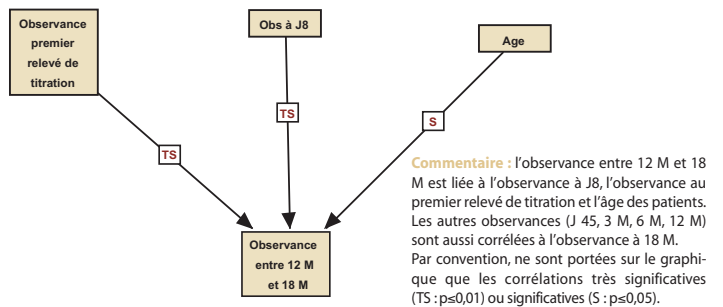 Observance
premier
relevé de
titration
Obs à J8
Age
TS
TS
S
Observance
entre 12 M
et 18 M
Commentaire : l'observance entre 12 M et 18
M est liée à l'observance à J8, l'observance au
premier relevé de titration et l'âge des patients.
Les autres observances (J 45, 3 M, 6 M, 12 M)
sont aussi corrélées à l'observance à 18 M.
Par convention, ne sont portées sur le graphi-
que que les corrélations très significatives
(TS : p≤0,01) ou significatives (S : p≤0,05).